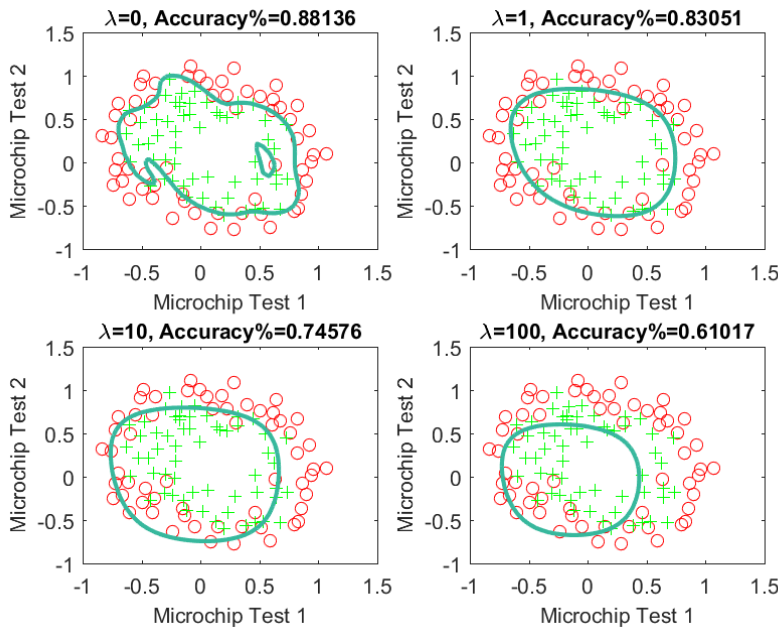 λ=0, Accuracy%=0.88136
1.5
1
0.5
0
-0.5
-1
Microchip Test 2
-1 -0.5 0 0.5 1 1.5
Microchip Test 1
λ=1, Accuracy%=0.83051
1.5
1
0.5
0
-0.5
-1
Microchip Test 2
-1 -0.5 0 0.5 1 1.5
Microchip Test 1
λ=10, Accuracy%=0.74576
1.5
1
0.5
0
-0.5
-1
Microchip Test 2
-1 -0.5 0 0.5 1 1.5
Microchip Test 1
λ=100, Accuracy%=0.61017
1.5
1
0.5
0
-0.5
-1
Microchip Test 2
-1 -0.5 0 0.5 1 1.5
Microchip Test 1